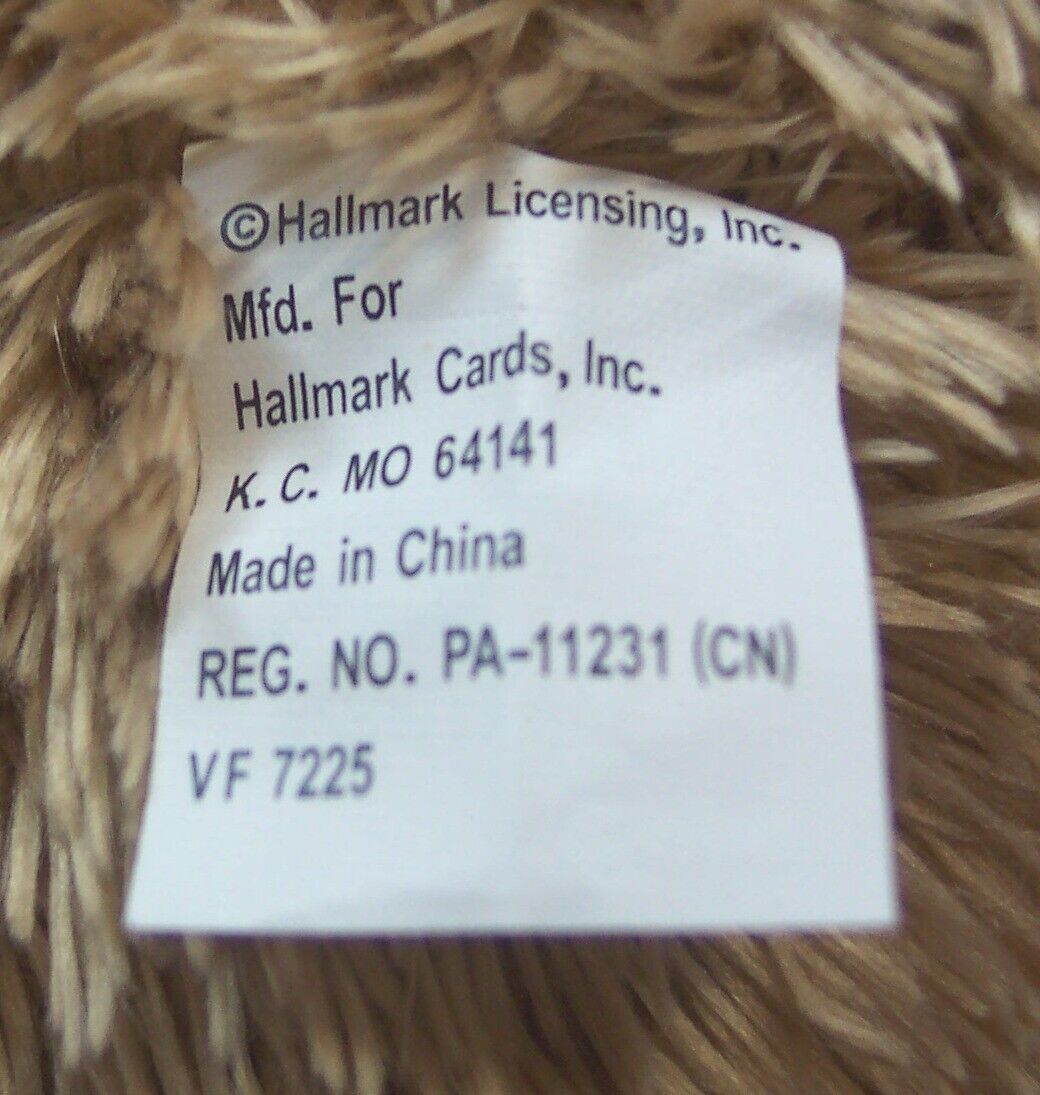 ©Hallmark Licensing, Inc.
Mfd. For
Hallmark Cards, Inc.
K. C. MO 64141
Made in China
REG. NO. PA-11231 (CN)
VF 7225